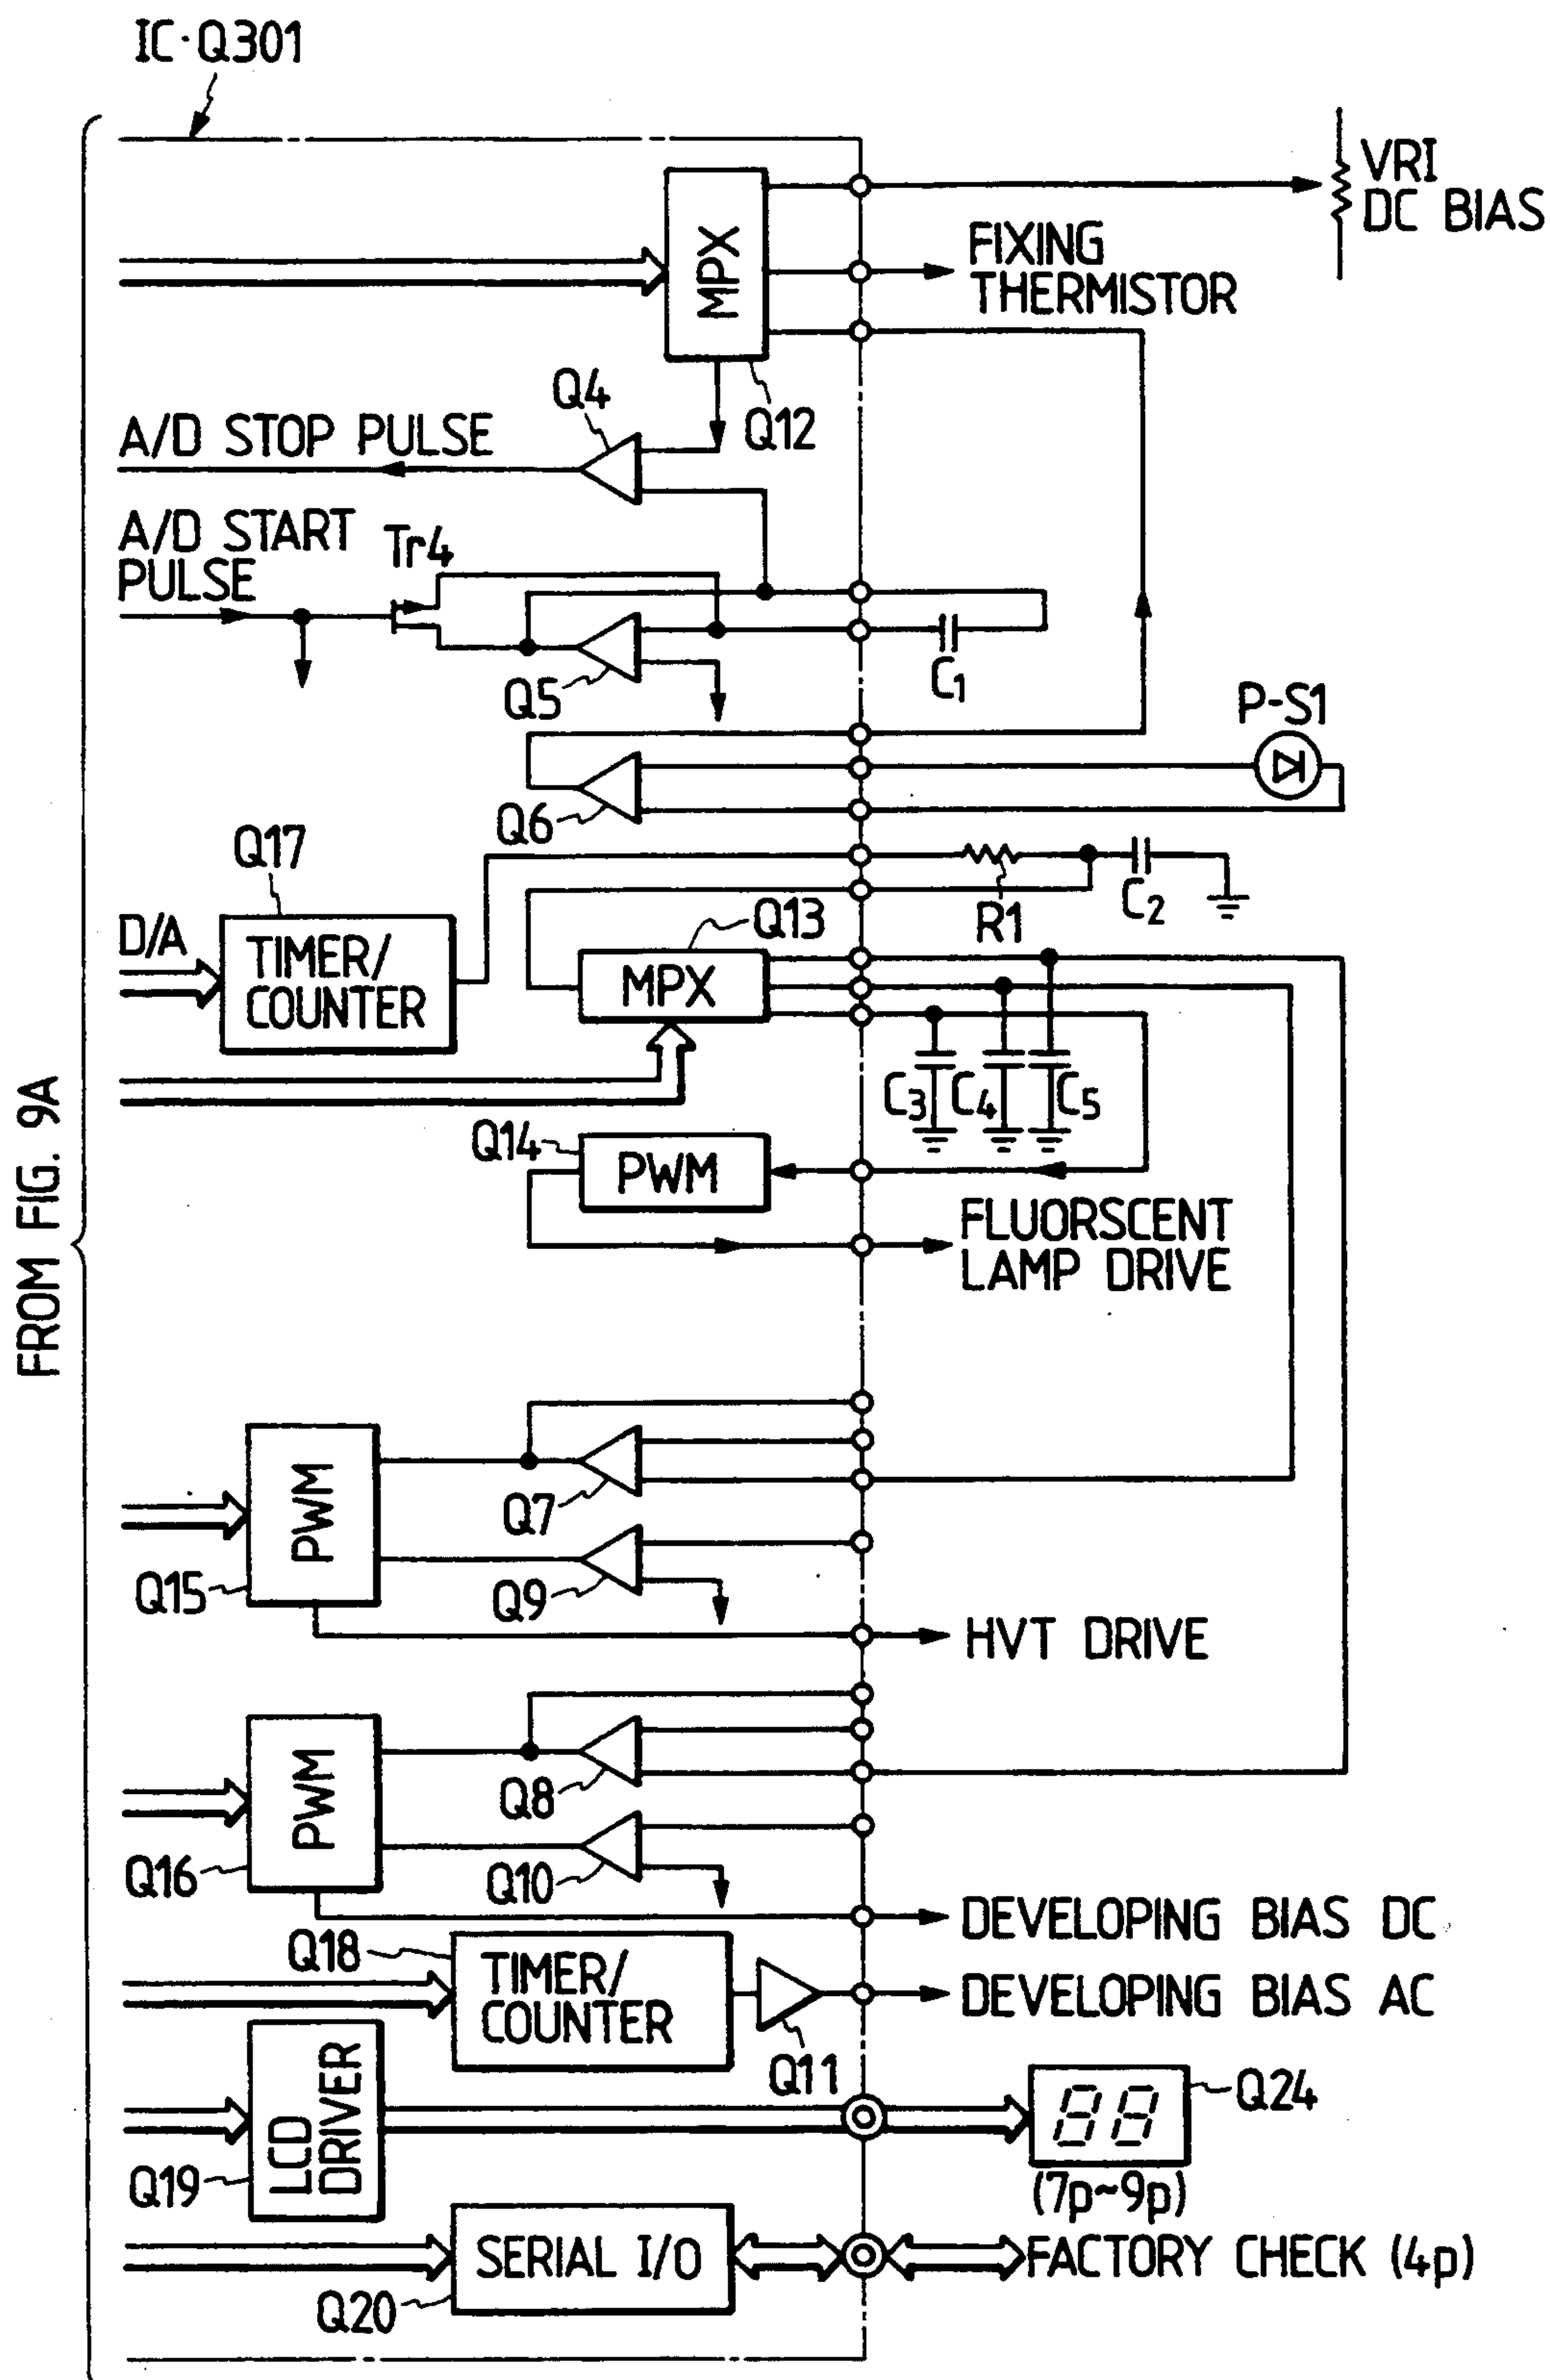 IC·Q301
VR1
DC BIAS
MPX
FIXING
THERMISTOR
Q4
Q12
A/D STOP PULSE
A/D START
PULSE
Tr4
C1
Q5
P-S1
Q6
Q17
R1
C2
D/A
TIMER/
COUNTER
Q13
MPX
C3
C4
C5
FROM FIG. 9A
Q14
PWM
FLUORSCENT
LAMP DRIVE
PWM
Q7
Q15
Q9
HVT DRIVE
PWM
Q8
Q16
Q10
DEVELOPING BIAS DC
Q18
TIMER/
COUNTER
DEVELOPING BIAS AC
Q11
LCD
DRIVER
88
Q24
Q19
(7p~9p)
SERIAL I/O
FACTORY CHECK (4p)
Q20